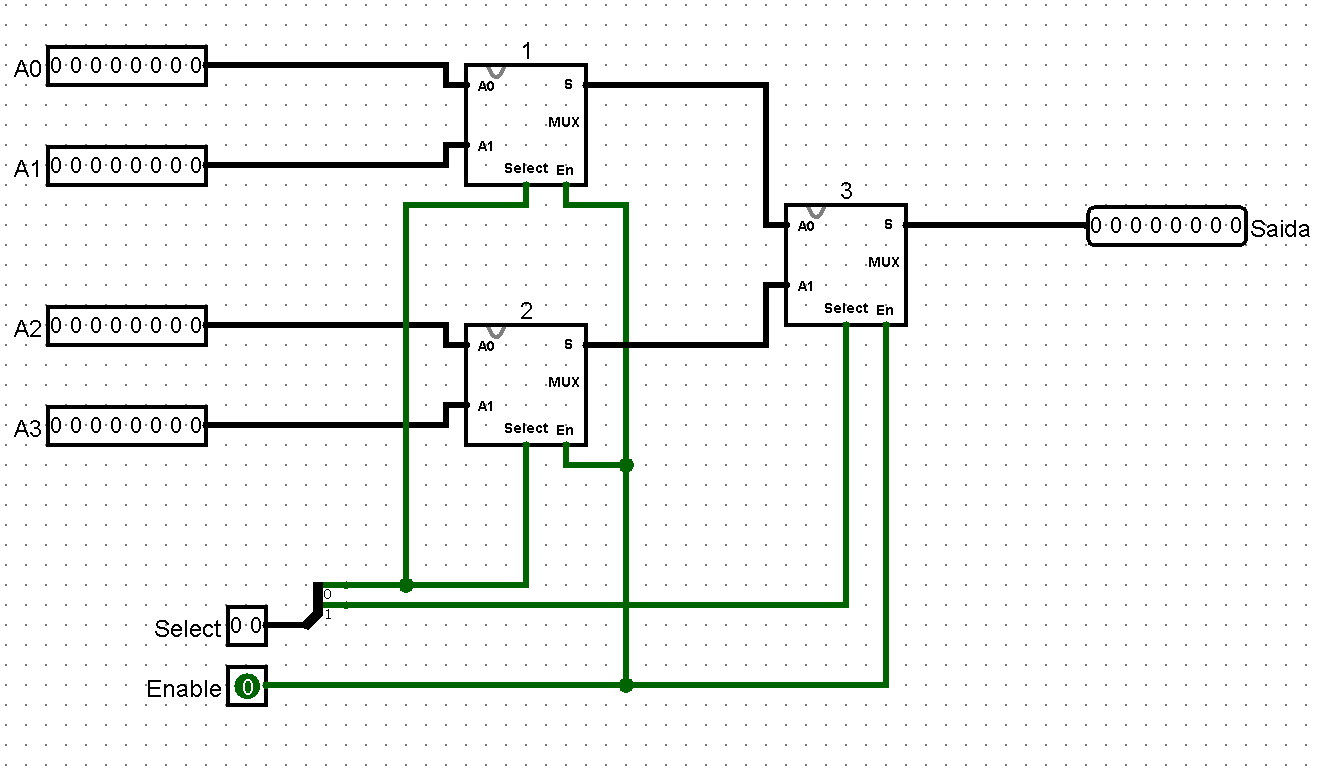 1
A0 0 0 0 0 0 0 0 0
A0 S
MUX
A1
Select En
A1 0 0 0 0 0 0 0 0
3
A0 S
MUX
A1
Select En
0 0 0 0 0 0 0 0 Saida
2
A2 0 0 0 0 0 0 0 0
A0 S
MUX
A1
Select En
A3 0 0 0 0 0 0 0 0
0
1
Select 0 0
Enable 0